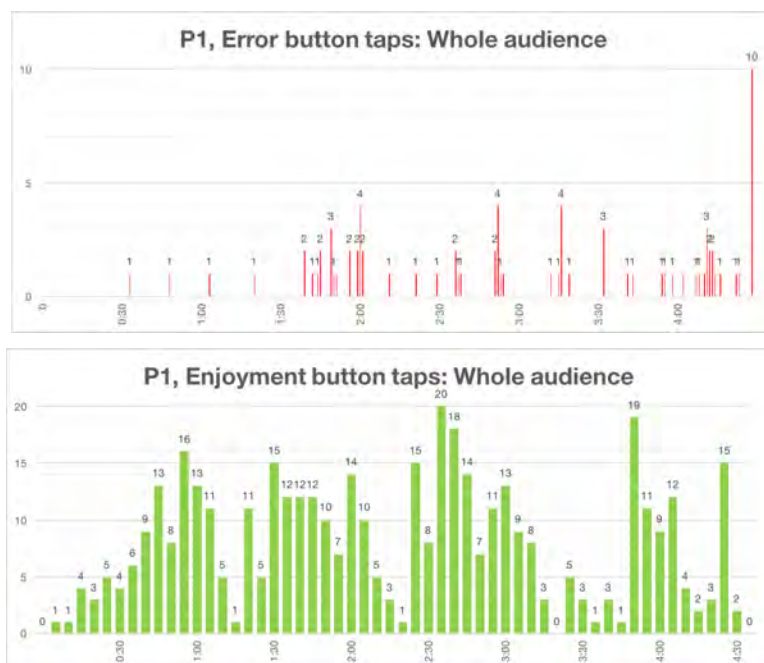 P1, Error button taps: Whole audience
10
10
5
4 4 4
3 3 3
2 2 2 2 2 2 2
1 1 1 1 1 1 1 1 1 1 1 1 1 1 1 1 1 1 1 1 1 1 1
0
0 0:30 1:00 1:30 2:00 2:30 3:00 3:30 4:00
P1, Enjoyment button taps: Whole audience
20
15
10
5
0
0 1 1 4 3 5 4 6 9 13 8 16 13 11 5 1 11 5 15 12 12 12 10 7 14 10 5 3 1 15 8 20 18 14 7 11 13 9 8 3 0 5 3 1 3 1 19 11 9 12 4 2 3 15 2 0
0:30 1:00 1:30 2:00 2:30 3:00 3:30 4:00 4:30